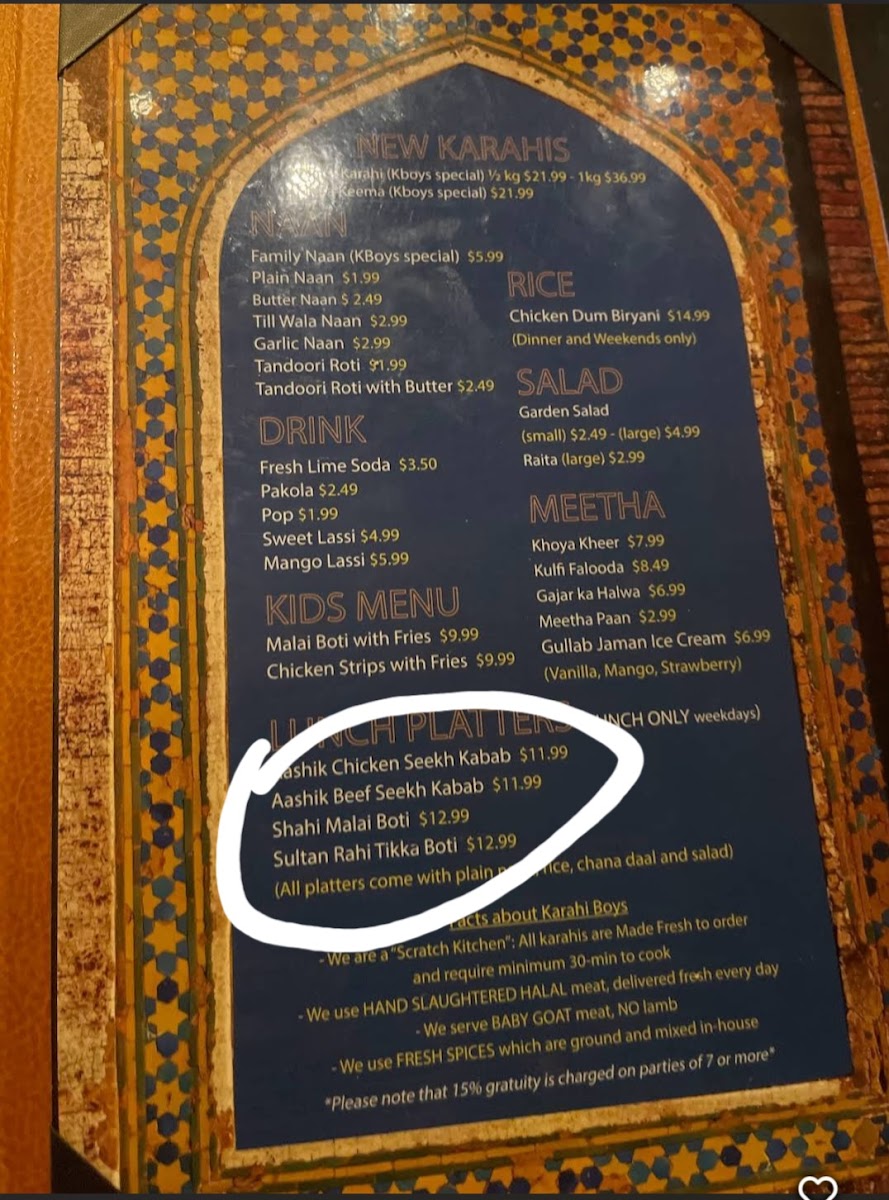 NEW KARAHIS
Karahi (Kboys special) ½ kg $21.99 - 1kg $36.99
Keema (Kboys special) $21.99
NAAN
Family Naan (KBoys special) $5.99
Plain Naan $1.99
Butter Naan $ 2.49
Till Wala Naan $2.99
Garlic Naan $2.99
Tandoori Roti $1.99
Tandoori Roti with Butter $2.49
RICE
Chicken Dum Biryani $14.99
(Dinner and Weekends only)
SALAD
Garden Salad
(small) $2.49 - (large) $4.99
Raita (large) $2.99
DRINK
Fresh Lime Soda $3.50
Pakola $2.49
Pop $1.99
Sweet Lassi $4.99
Mango Lassi $5.99
MEETHA
Khoya Kheer $7.99
Kulfi Falooda $8.49
Gajar ka Halwa $6.99
Meetha Paan $2.99
Gullab Jaman Ice Cream $6.99
(Vanilla, Mango, Strawberry)
KIDS MENU
Malai Boti with Fries $9.99
Chicken Strips with Fries $9.99
LUNCH PLATTERS LUNCH ONLY weekdays)
Aashik Chicken Seekh Kabab $11.99
Aashik Beef Seekh Kabab $11.99
Shahi Malai Boti $12.99
Sultan Rahi Tikka Boti $12.99
(All platters come with plain rice, chana daal and salad)
Facts about Karahi Boys
- We are a "Scratch Kitchen": All karahis are Made Fresh to order
and require minimum 30-min to cook
- We use HAND SLAUGHTERED HALAL meat, delivered fresh every day
- We serve BABY GOAT meat, NO lamb
- We use FRESH SPICES which are ground and mixed in-house
*Please note that 15% gratuity is charged on parties of 7 or more*